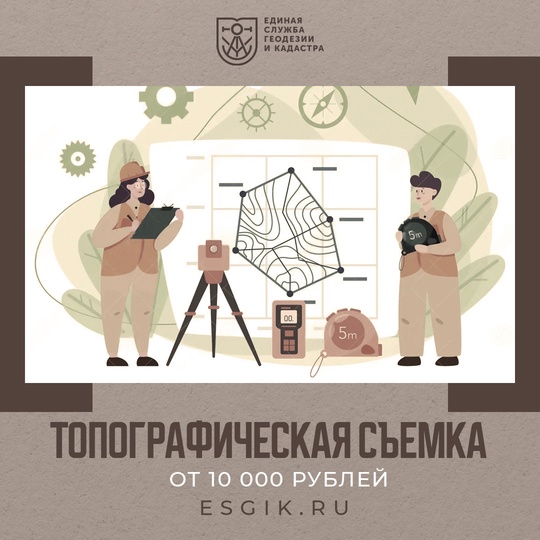 ЕДИНАЯ
СЛУЖБА
ГЕОДЕЗИИ
И КАДАСТРА
5m
00.
5m
ТОПОГРАФИЧЕСКАЯ СЪЕМКА
ОТ 10 000 РУБЛЕЙ
ESGIK.RU